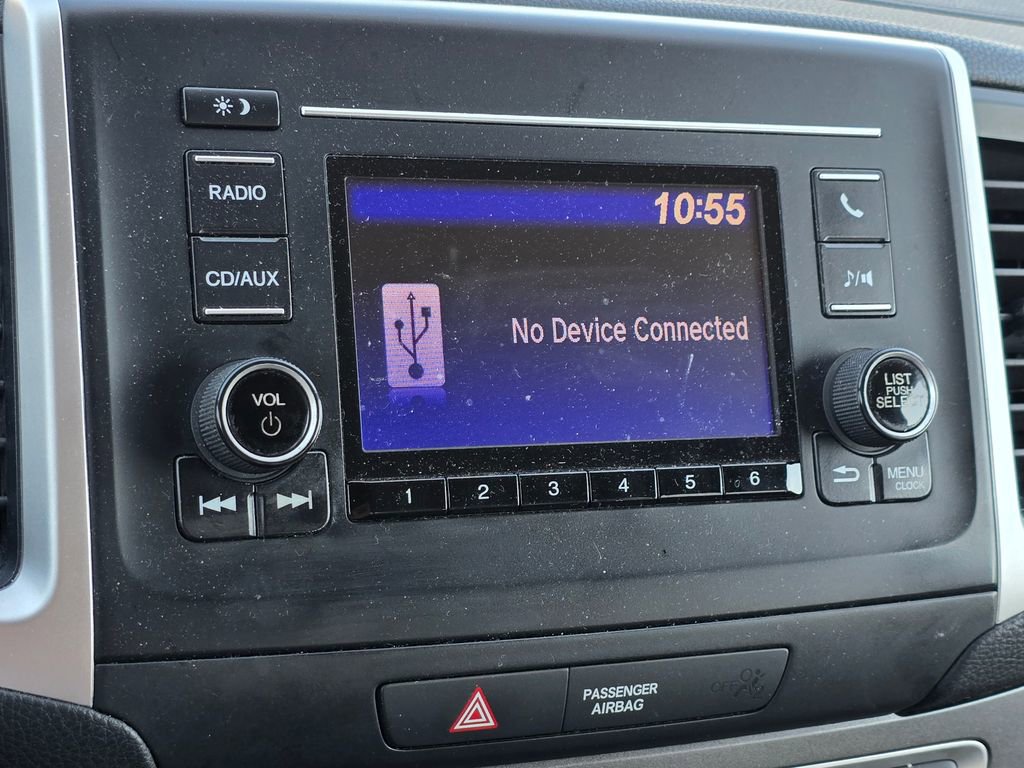 10:55
RADIO
CD/AUX
No Device Connected
VOL
LIST
PUSH
SELECT
1 2 3 4 5 6
MENU
CLOCK
PASSENGER
AIRBAG
OFF